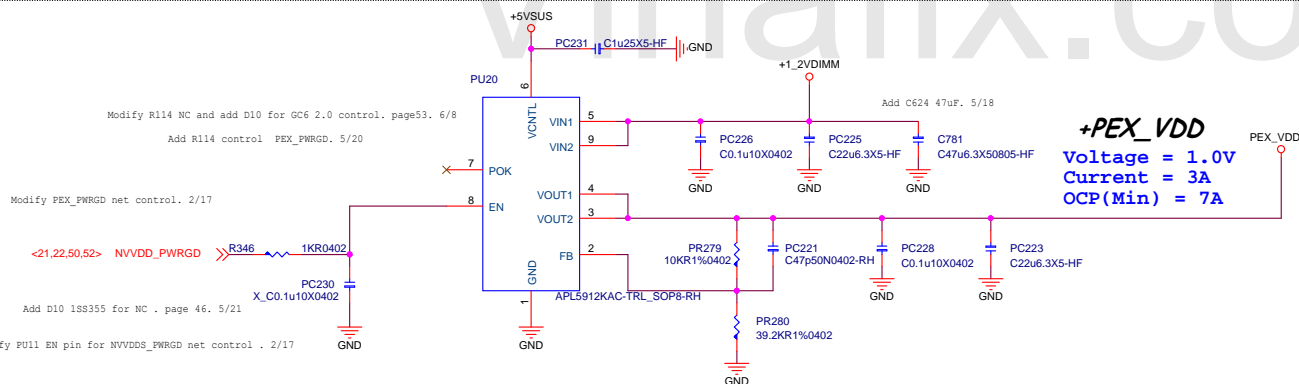 vinafix.co
+5VSUS
PC231 C1u25X5-HF
GND
+1_2VDIMM
PU20
6
VCNTL
Modify R114 NC and add D10 for GC6 2.0 control. page53. 6/8
Add R114 control PEX_PWRGD. 5/20
Add C624 47uF. 5/18
VIN1 5
VIN2 9
PC226
C0.1u10X0402
GND
PC225
C22u6.3X5-HF
GND
C781
C47u6.3X50805-HF
GND
+PEX_VDD
Voltage = 1.0V
Current = 3A
OCP(Min) = 7A
PEX_VDD
7 POK
VOUT1 4
VOUT2 3
Modify PEX_PWRGD net control. 2/17
8 EN
<21,22,50,52> NVVDD_PWRGD R346 1KR0402
FB 2
PR279
10KR1%0402
PC221
C47p50N0402-RH
PC228
C0.1u10X0402
GND
PC223
C22u6.3X5-HF
GND
PC230
X_C0.1u10X0402
GND
GND
1
APL5912KAC-TRL_SOP8-RH
Add D10 1SS355 for NC . page 46. 5/21
PR280
39.2KR1%0402
fy PU11 EN pin for NVVDDS_PWRGD net control . 2/17
GND
GND